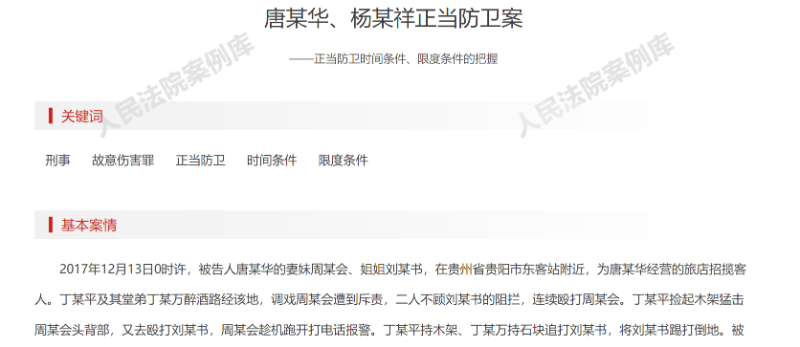 唐某华、杨某祥正当防卫案
——正当防卫时间条件、限度条件的把握
人民法院案例库
人民法院案例库
关键词
刑事 故意伤害罪 正当防卫 时间条件 限度条件
基本案情
2017年12月13日0时许，被告人唐某华的妻妹周某会、姐姐刘某书，在贵州省贵阳市东客站附近，为唐某华经营的旅店招揽客
人。丁某平及其堂弟丁某万醉酒路经该地，调戏周某会遭到斥责，二人不顾刘某书的阻拦，连续殴打周某会。丁某平捡起木架猛击
周某会头背部，又去殴打刘某书，周某会趁机跑开打电话报警。丁某平持木架、丁某万持石块追打刘某书，将刘某书踢打倒地。被